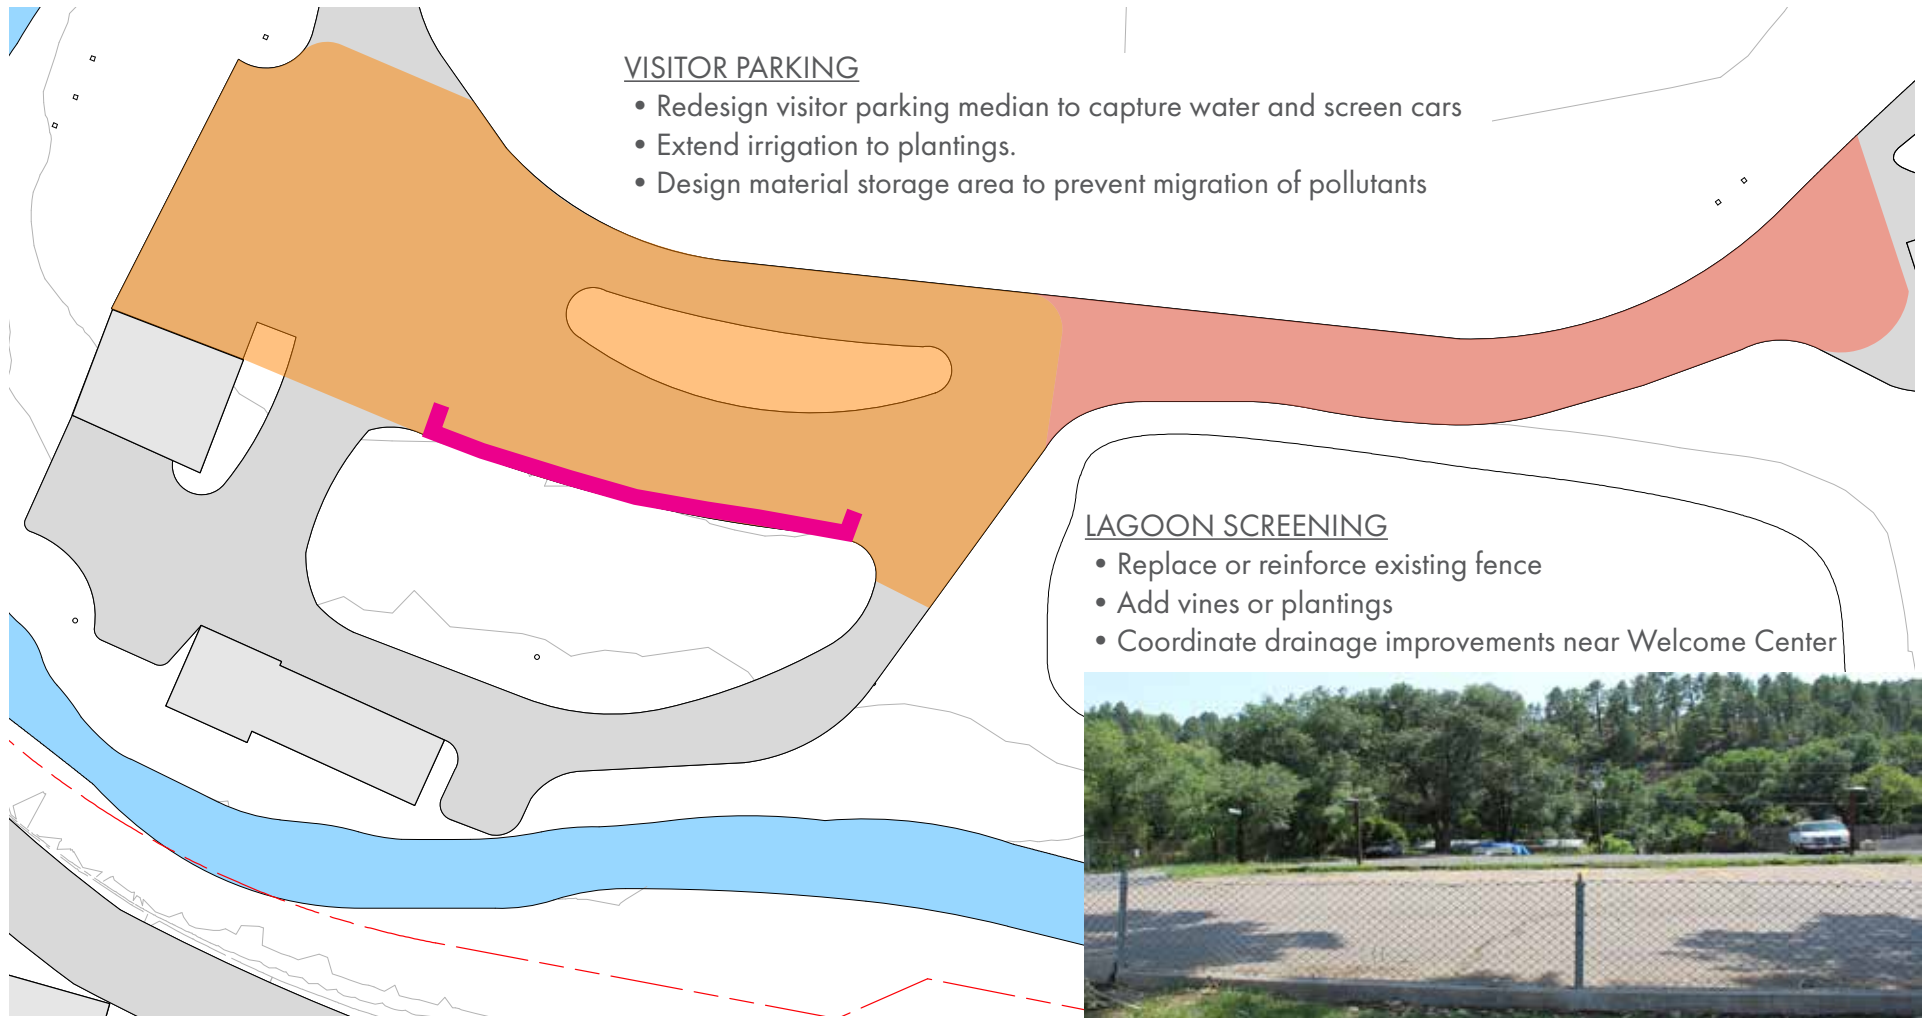 VISITOR PARKING
• Redesign visitor parking median to capture water and screen cars
• Extend irrigation to plantings.
• Design material storage area to prevent migration of pollutants
LAGOON SCREENING
• Replace or reinforce existing fence
• Add vines or plantings
• Coordinate drainage improvements near Welcome Center